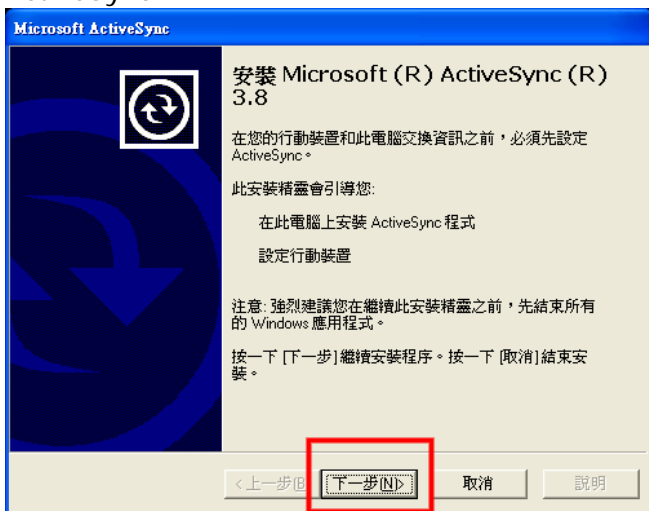 Microsoft ActiveSync
安裝 Microsoft (R) ActiveSync (R)
3.8
在您的行動裝置和此電腦交換資訊之前，必須先設定
ActiveSync。
此安裝精靈會引導您:
在此電腦上安裝 ActiveSync 程式
設定行動裝置
注意: 強烈建議您在繼續此安裝精靈之前，先結束所有
的 Windows 應用程式。
按一下 [下一步] 繼續安裝程序。按一下 [取消] 結束安
裝。
<上一步(B 下一步(N)> 取消 說明